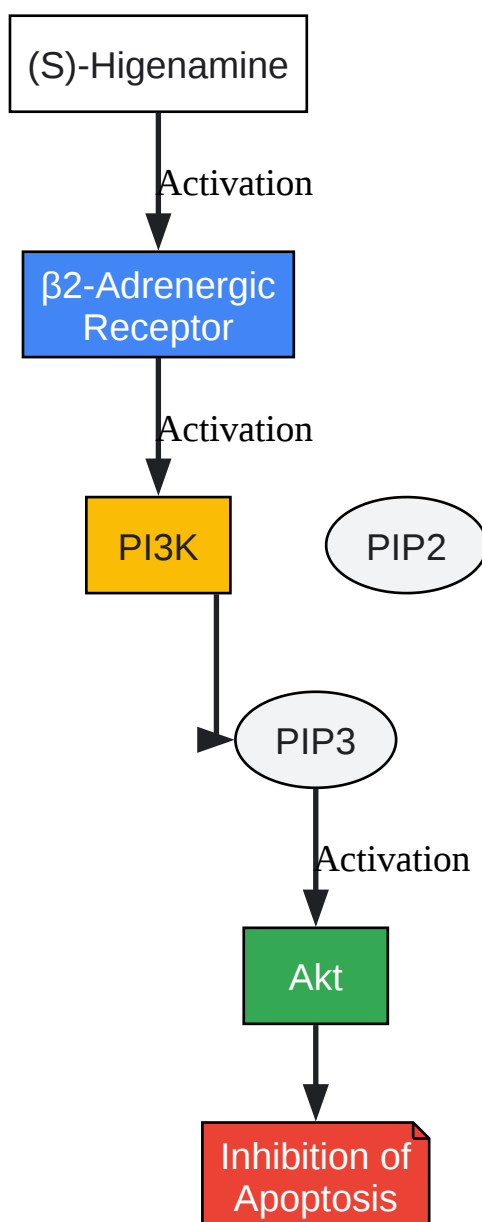 (S)-Higenamine
Activation
β2-Adrenergic
Receptor
Activation
PI3K
PIP2
PIP3
Activation
Akt
Inhibition of
Apoptosis